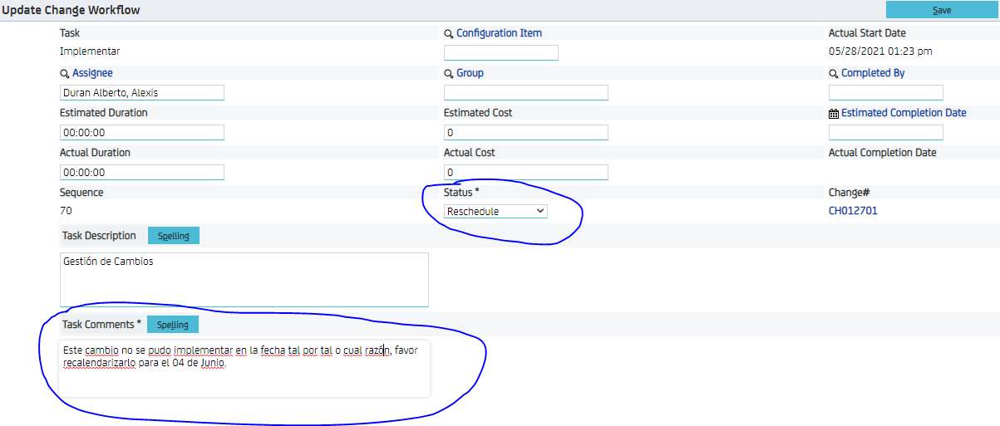 Update Change Workflow
Save
Task
Configuration Item
Actual Start Date
Implementar
05/28/2021 01:23 pm
Assignee
Group
Completed By
Duran Alberto, Alexis
Estimated Duration
Estimated Cost
Estimated Completion Date
00:00:00
0
Actual Duration
Actual Cost
Actual Completion Date
00:00:00
0
Sequence
Status *
Change#
70
Reschedule
CH012701
Task Description
Spelling
Gestión de Cambios
Task Comments *
Spelling
Este cambio no se pudo implementar en la fecha tal por tal o cual razón, favor
recalendarizarlo para el 04 de Junio.